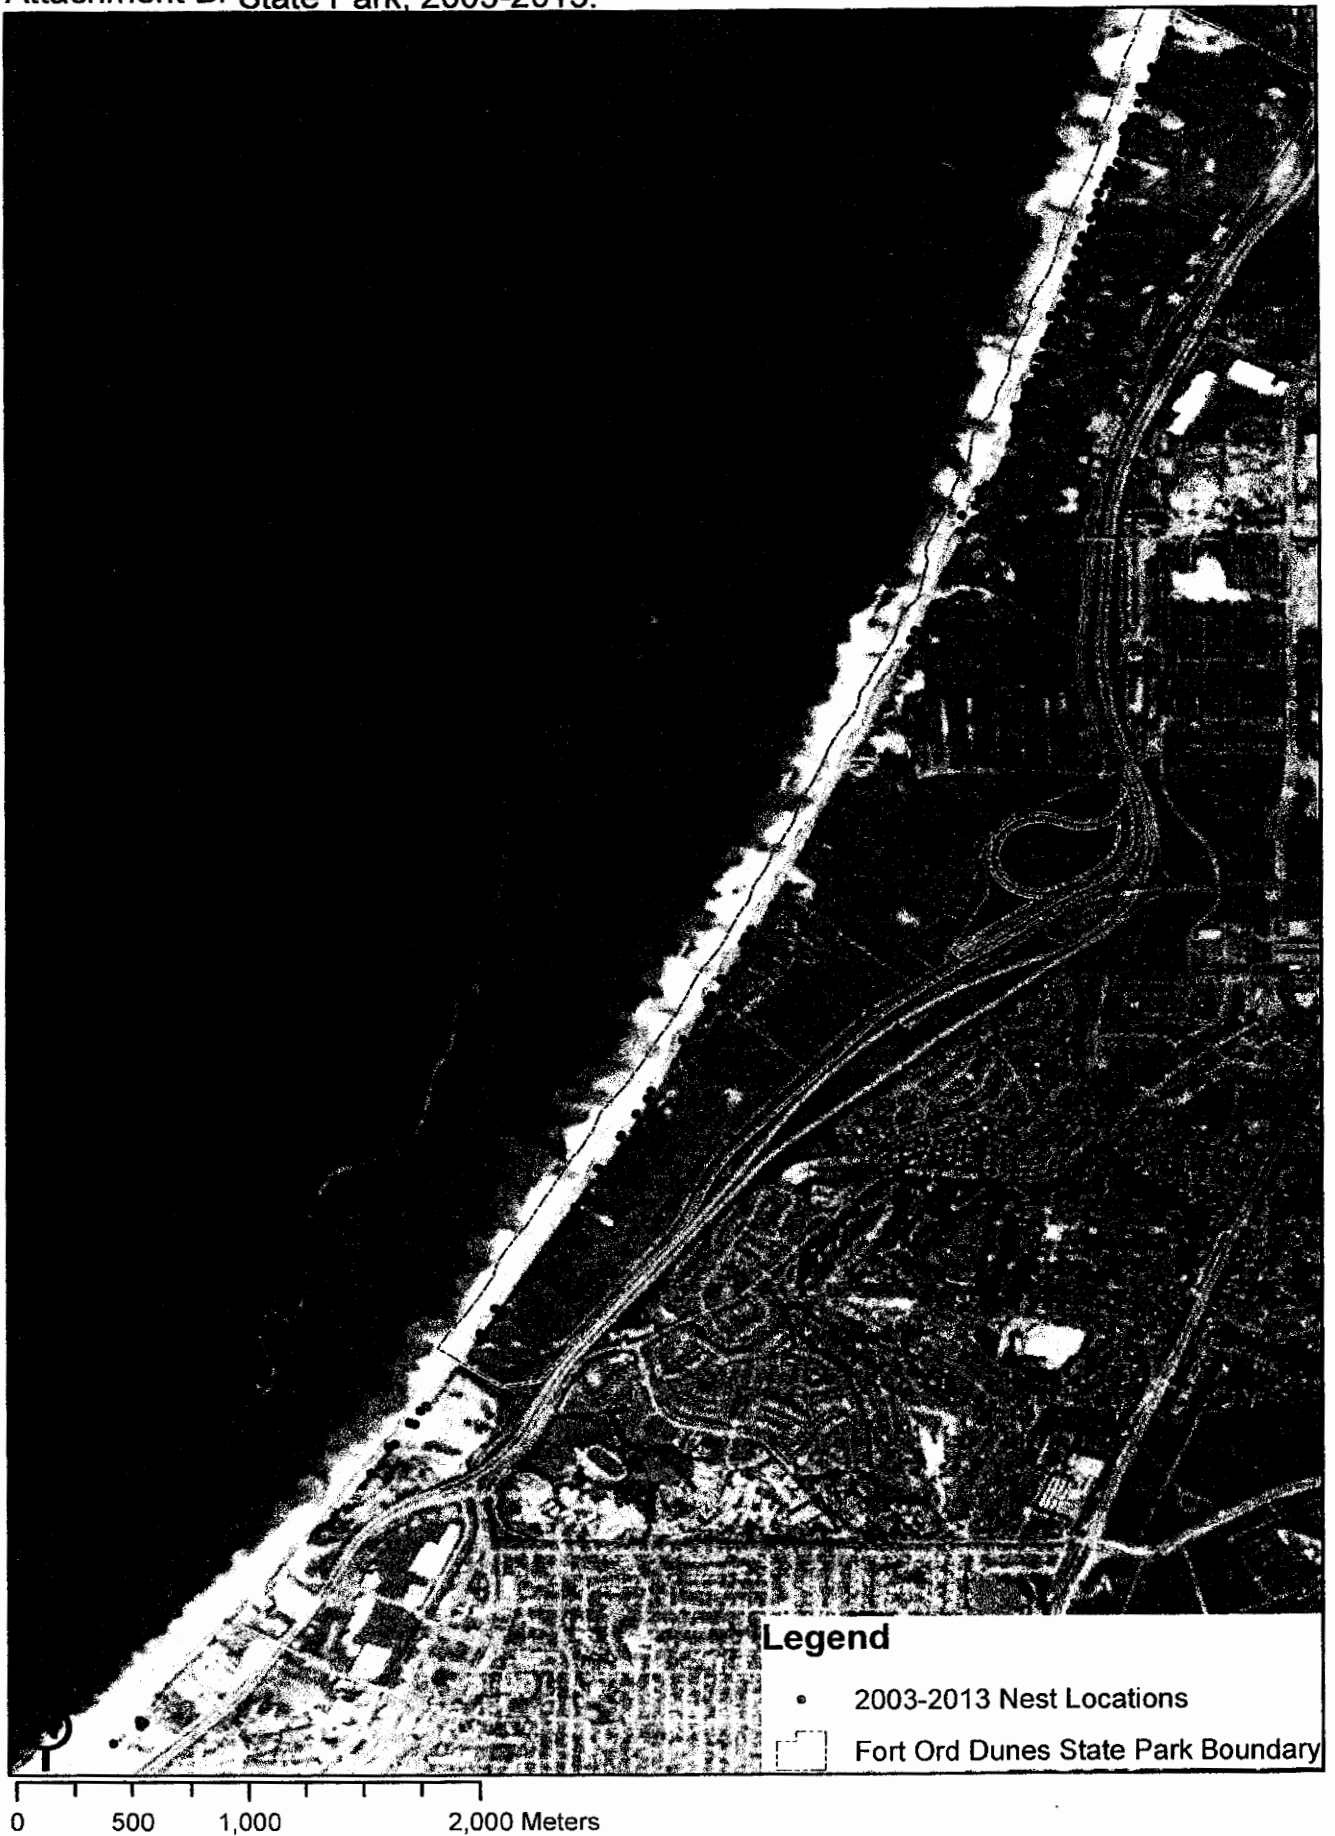 State Park, 2003-2013.
Legend
2003-2013 Nest Locations
Fort Ord Dunes State Park Boundary
0 500 1,000 2,000 Meters